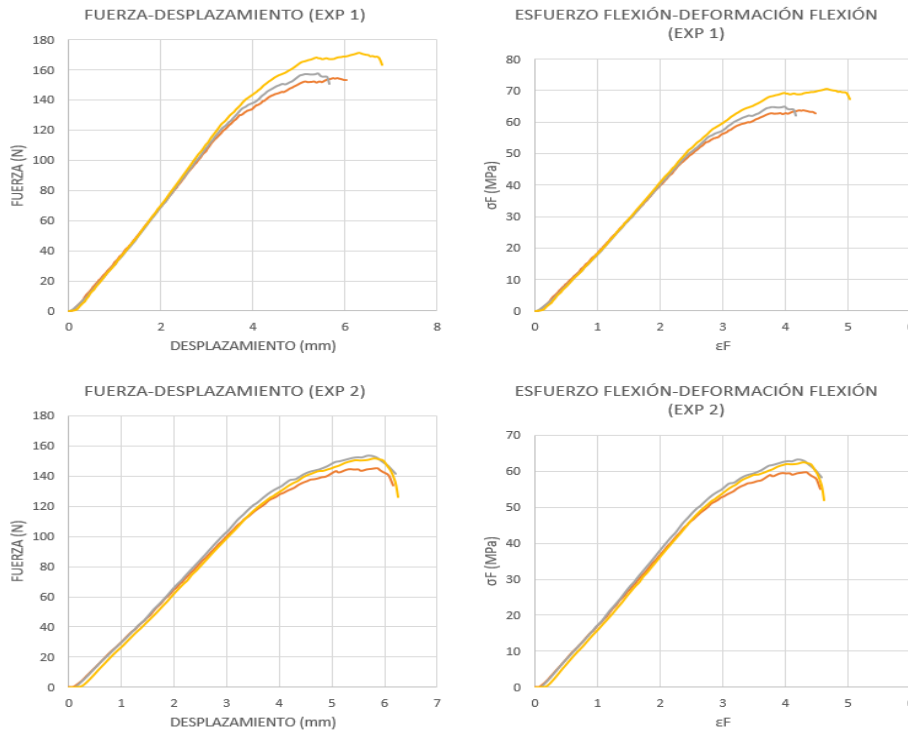 FUERZA-DESPLAZAMIENTO (EXP 1)
180
160
140
120
100
80
60
40
20
0
FUERZA (N)
0 2 4 6 8
DESPLAZAMIENTO (mm)
ESFUERZO FLEXIÓN-DEFORMACIÓN FLEXIÓN
(EXP 1)
80
70
60
50
40
30
20
10
0
σF (MPa)
0 1 2 3 4 5 6
εF
FUERZA-DESPLAZAMIENTO (EXP 2)
180
160
140
120
100
80
60
40
20
0
FUERZA (N)
0 1 2 3 4 5 6 7
DESPLAZAMIENTO (mm)
ESFUERZO FLEXIÓN-DEFORMACIÓN FLEXIÓN
(EXP 2)
70
60
50
40
30
20
10
0
σF (MPa)
0 1 2 3 4 5 6
εF